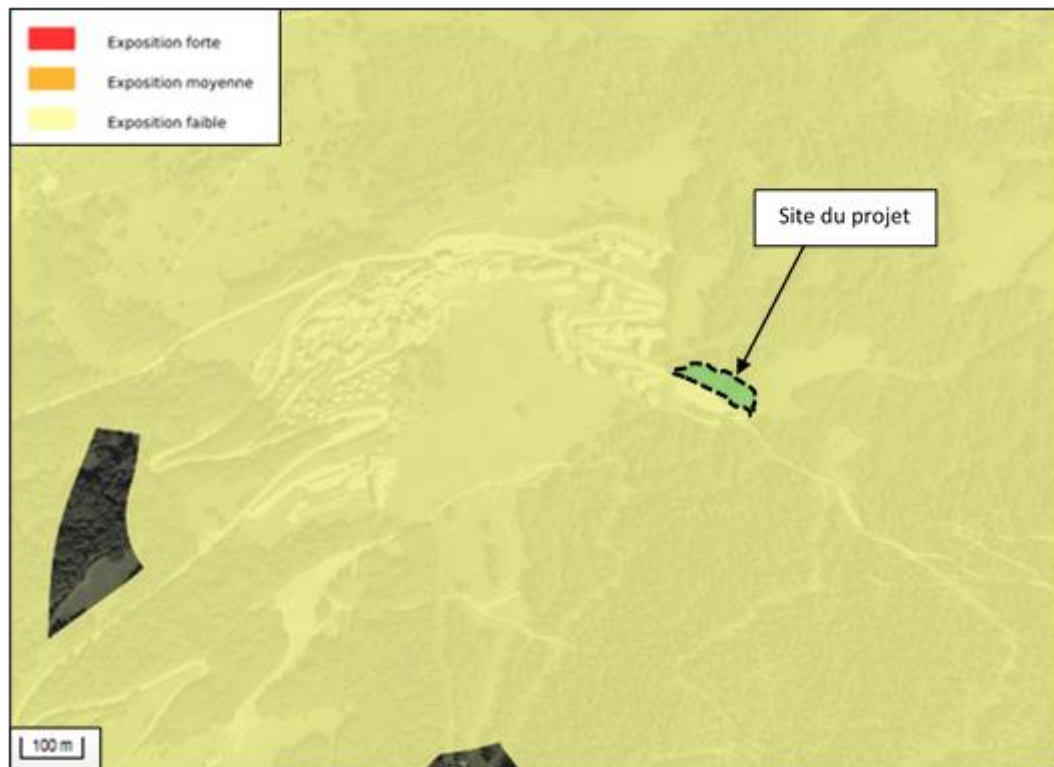 Exposition forte
Exposition moyenne
Exposition faible
Site du projet
100 m